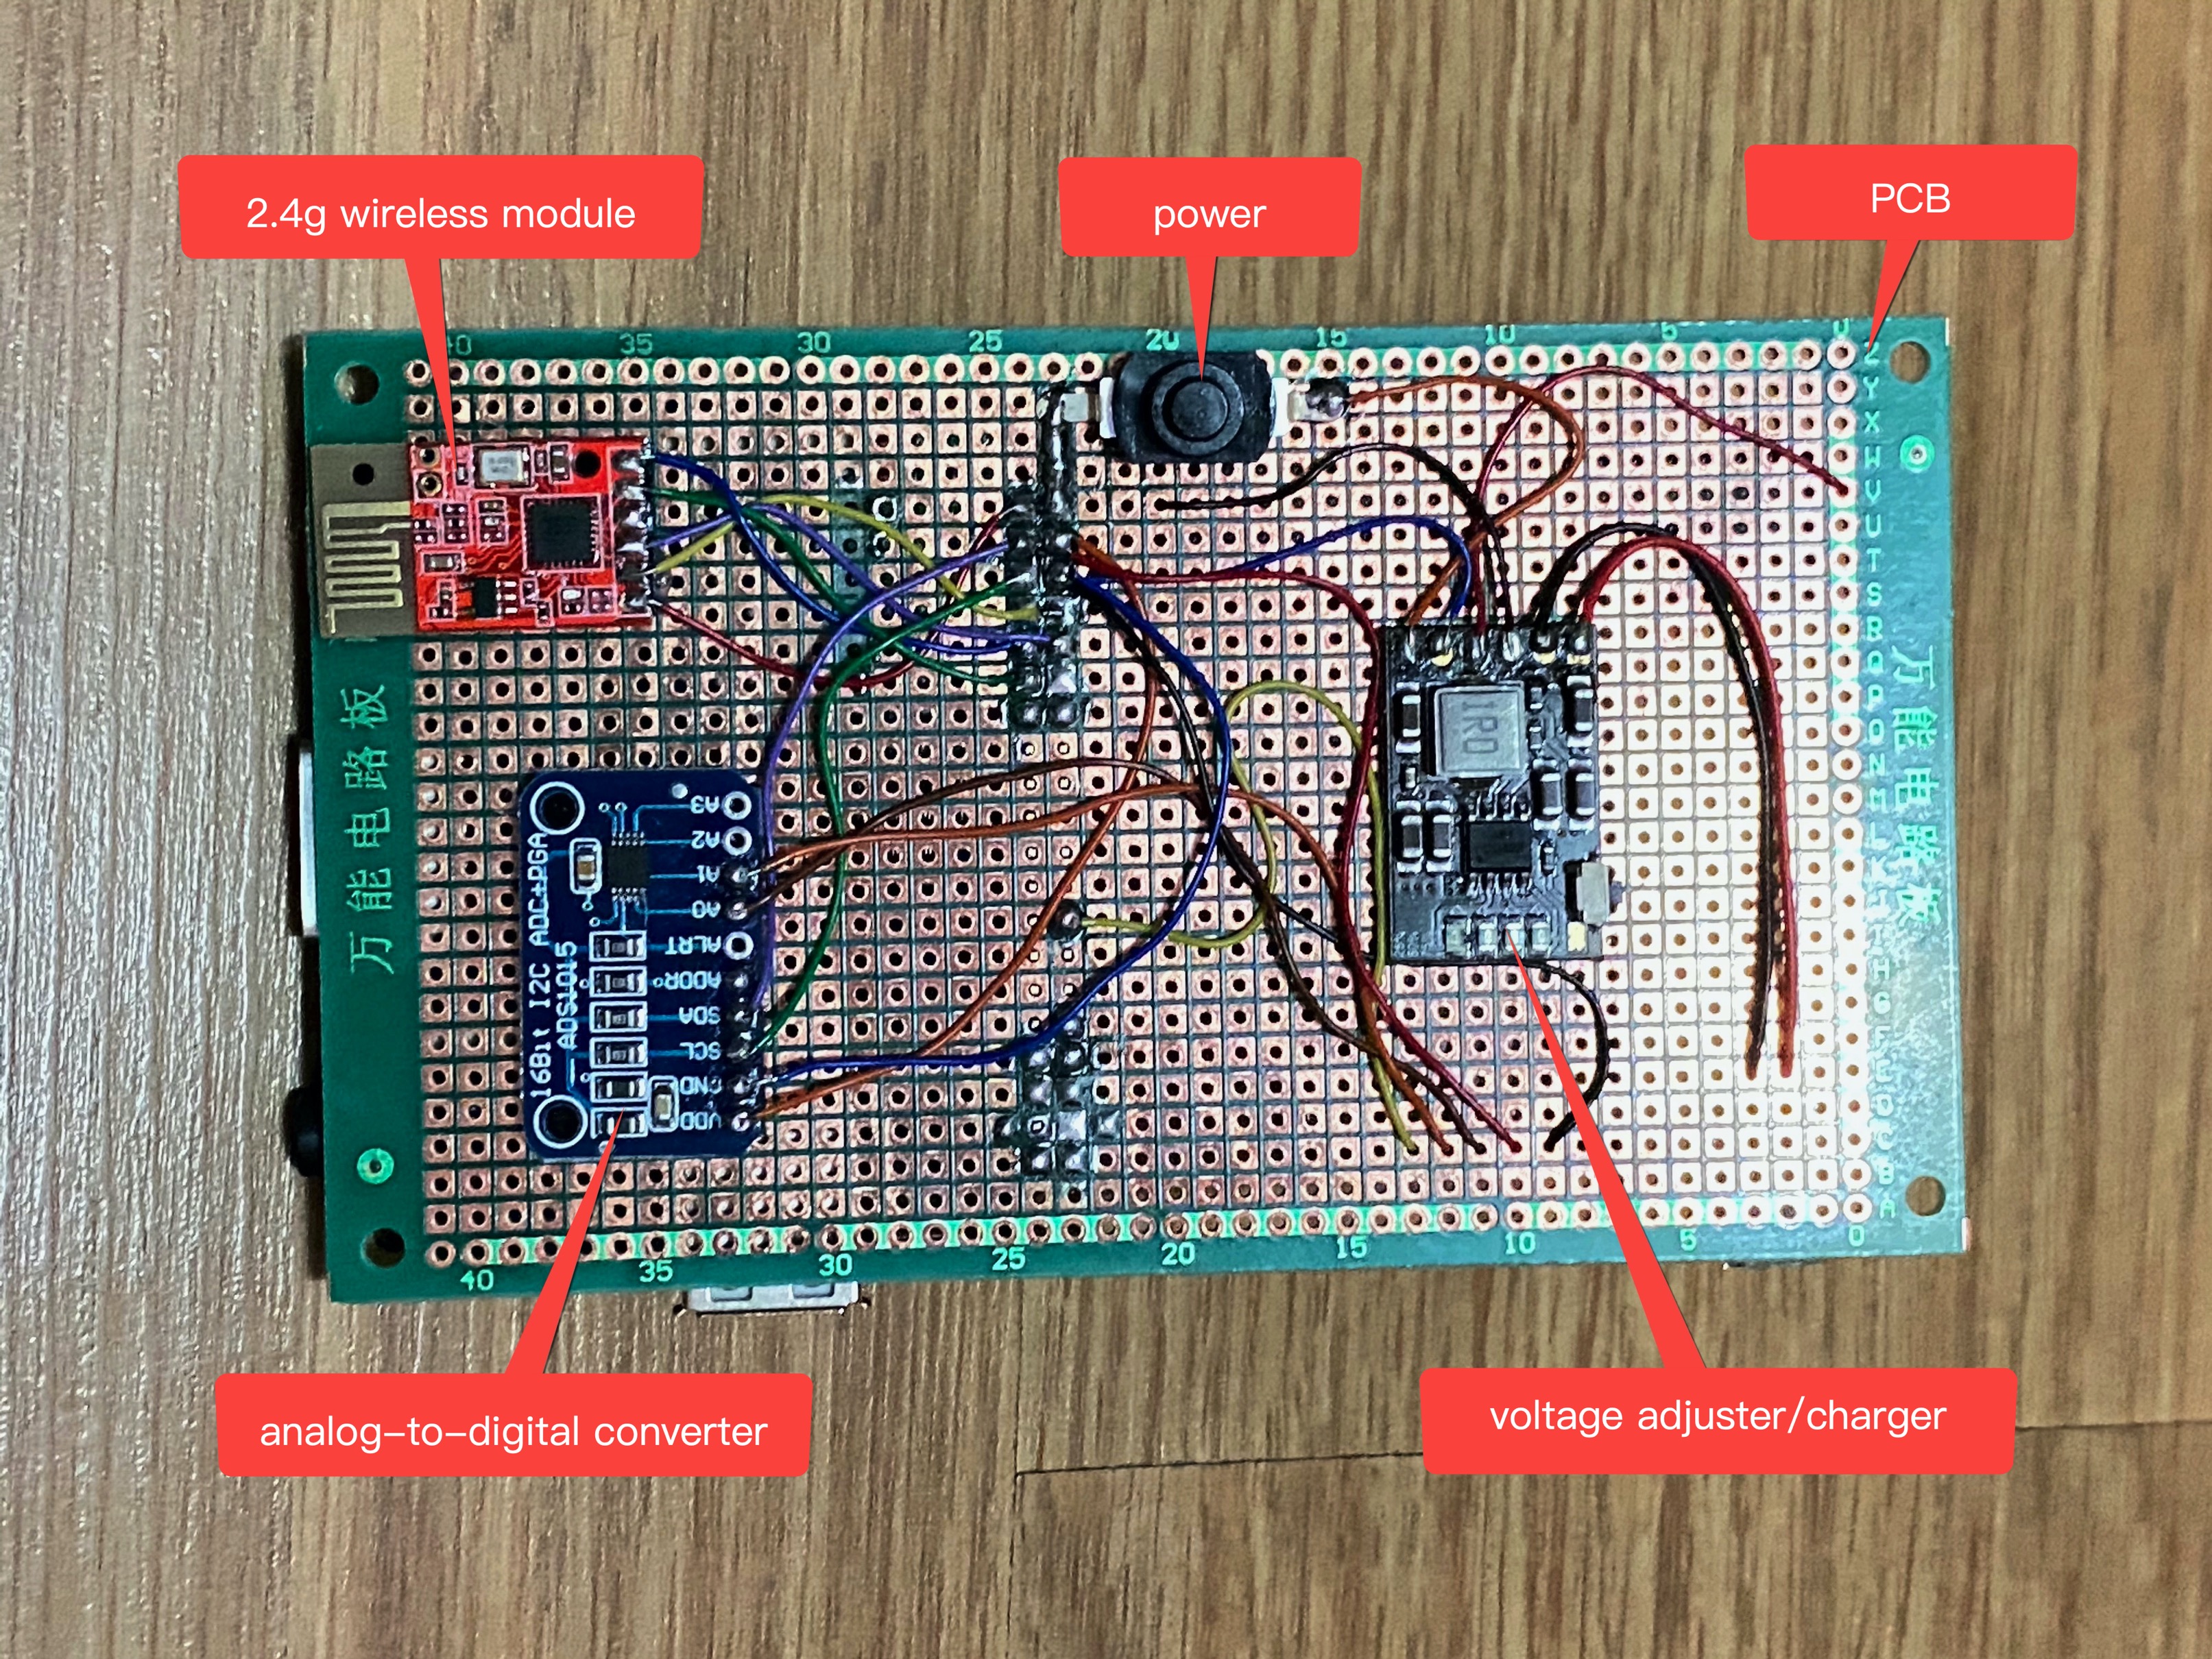 2.4g wireless module
power
PCB
40 35 30 25 20 15 10 5 0
Z
Y
X
W
V
U
T
S
R
Q
P
O
N
M
L
万能电路板
万能电路板
1R0
A3
A2
A1
A0
ALRT
ADDR
SDA
SCL
GND
VDD
16Bit I2C ADC+PGA
ADS1015
H
G
F
E
D
C
B
A
40 35 30 25 20 15 10 5 0
analog-to-digital converter
voltage adjuster/charger